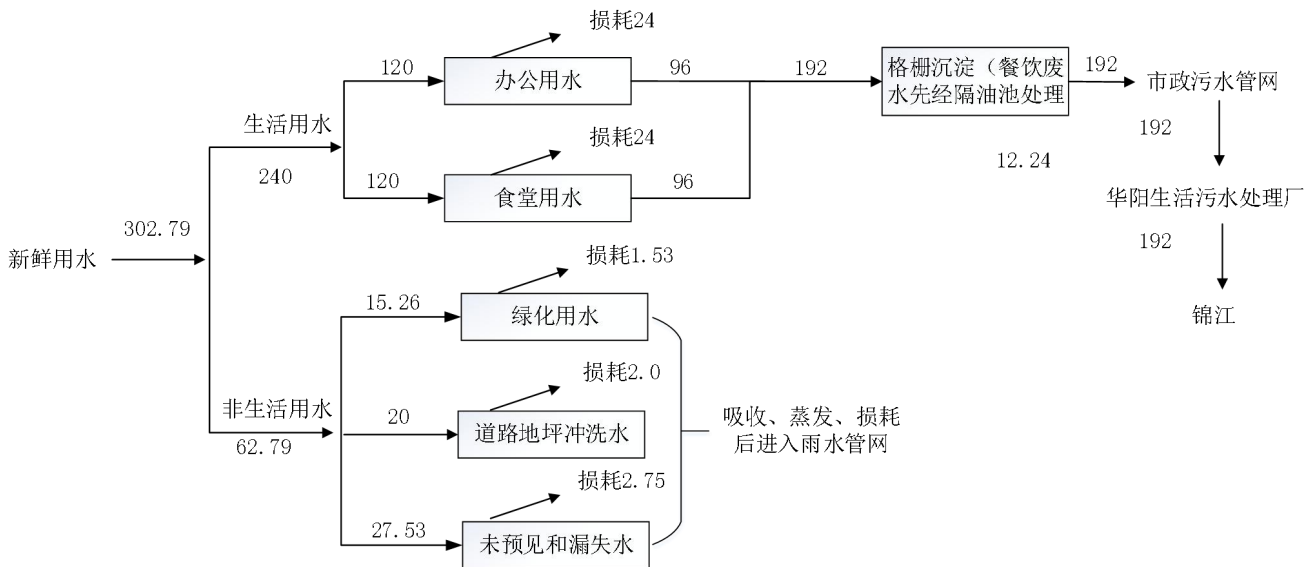 损耗24
120
办公用水
96
192
格栅沉淀（餐饮废
水先经隔油池处理
192
市政污水管网
生活用水
240
损耗24
120
食堂用水
96
12.24
192
华阳生活污水处理厂
192
锦江
新鲜用水
302.79
损耗1.53
15.26
绿化用水
损耗2.0
非生活用水
62.79
20
道路地坪冲洗水
吸收、蒸发、损耗
后进入雨水管网
损耗2.75
27.53
未预见和漏失水